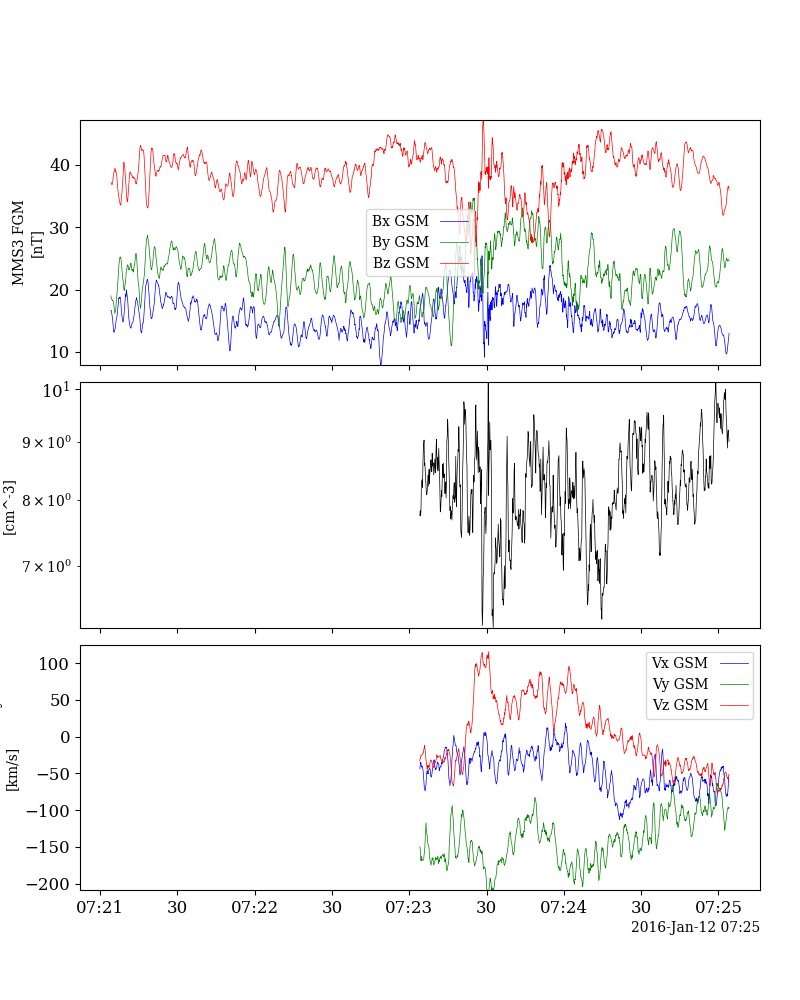 40
30
20
10
MMS3 FGM
[nT]
Bx GSM
By GSM
Bz GSM
10^1
9 × 10^0
8 × 10^0
7 × 10^0
[cm^-3]
100
50
0
−50
−100
−150
−200
[km/s]
Vx GSM
Vy GSM
Vz GSM
07:21 30 07:22 30 07:23 30 07:24 30 07:25
2016-Jan-12 07:25